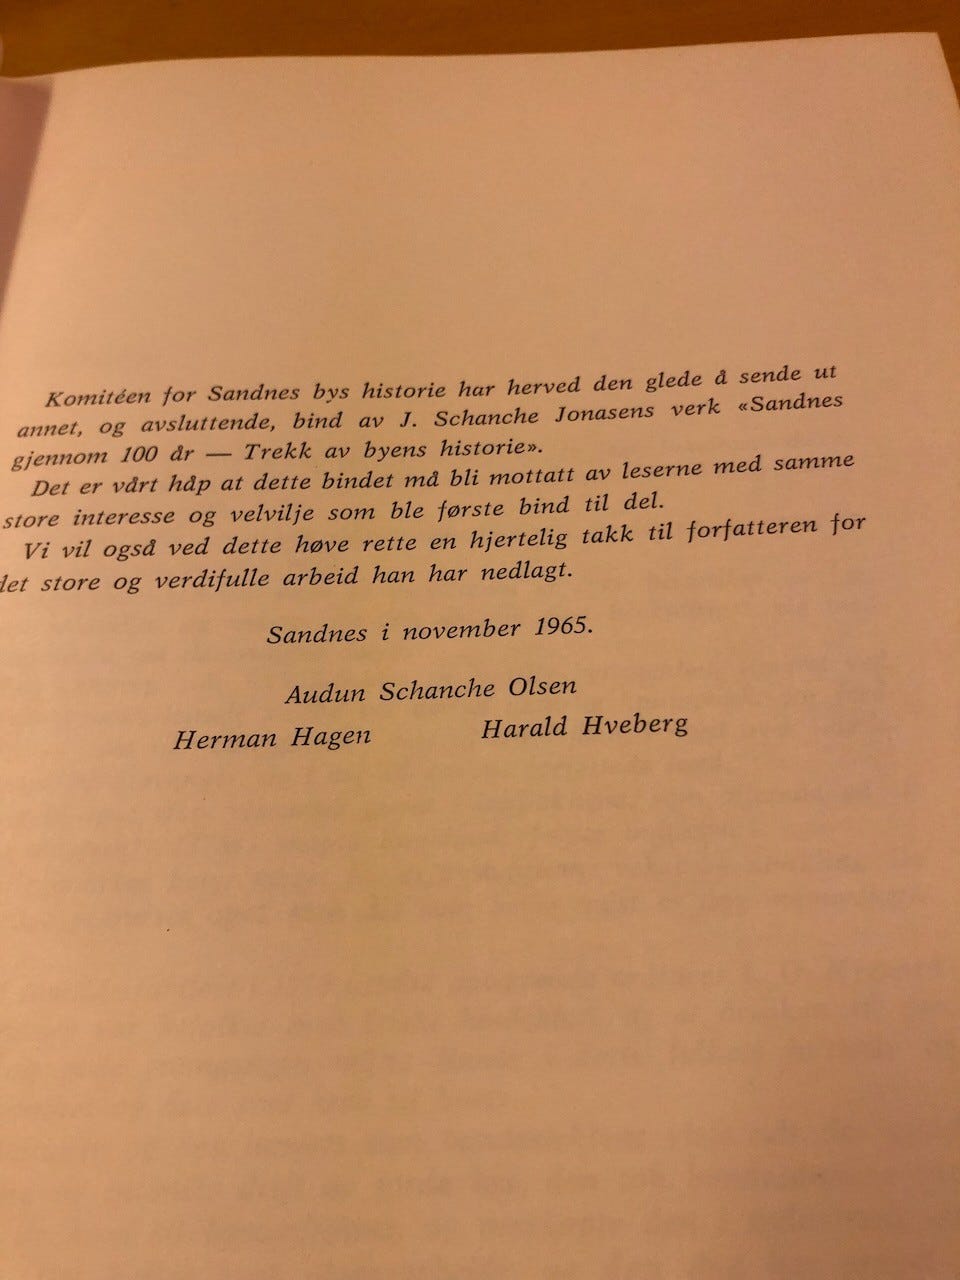 Komitéen for Sandnes bys historie har herved den glede å sende ut
annet, og avsluttende, bind av J. Schanche Jonasens verk «Sandnes
gjennom 100 år — Trekk av byens historie».
Det er vårt håp at dette bindet må bli mottatt av leserne med samme
store interesse og velvilje som ble første bind til del.
Vi vil også ved dette høve rette en hjertelig takk til forfatteren for
det store og verdifulle arbeid han har nedlagt.
Sandnes i november 1965.
Audun Schanche Olsen
Herman Hagen Harald Hveberg